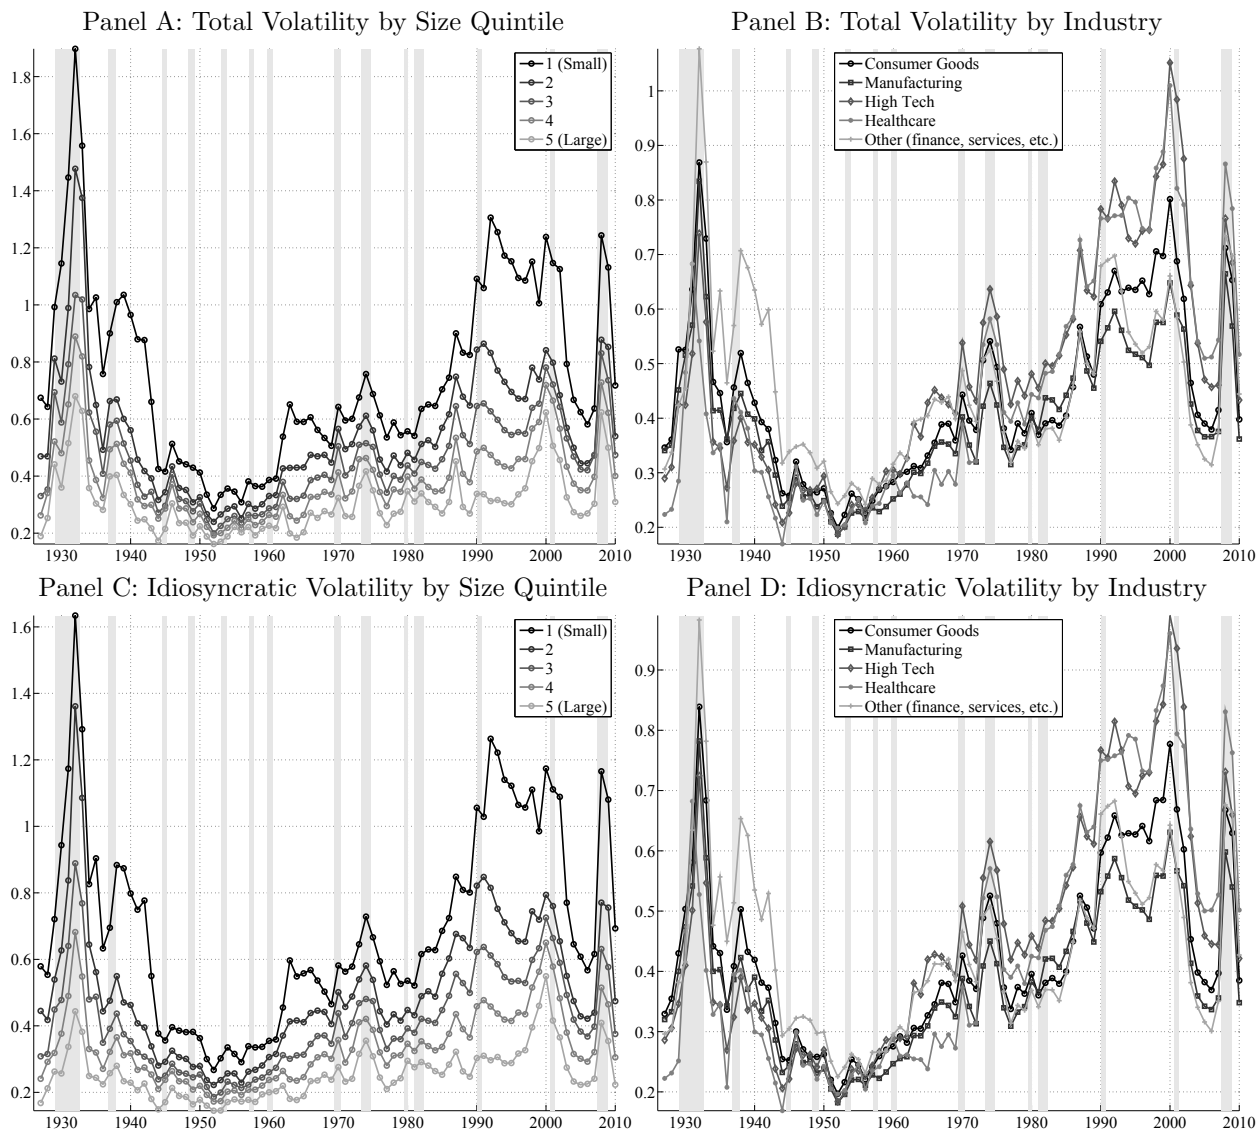 Panel A: Total Volatility by Size Quintile
1.8
1.6
1.4
1.2
1
0.8
0.6
0.4
0.2
1 (Small)
2
3
4
5 (Large)
1930 1940 1950 1960 1970 1980 1990 2000 2010
Panel B: Total Volatility by Industry
1
0.9
0.8
0.7
0.6
0.5
0.4
0.3
0.2
Consumer Goods
Manufacturing
High Tech
Healthcare
Other (finance, services, etc.)
1930 1940 1950 1960 1970 1980 1990 2000 2010
Panel C: Idiosyncratic Volatility by Size Quintile
1.6
1.4
1.2
1
0.8
0.6
0.4
0.2
1 (Small)
2
3
4
5 (Large)
1930 1940 1950 1960 1970 1980 1990 2000 2010
Panel D: Idiosyncratic Volatility by Industry
0.9
0.8
0.7
0.6
0.5
0.4
0.3
0.2
Consumer Goods
Manufacturing
High Tech
Healthcare
Other (finance, services, etc.)
1930 1940 1950 1960 1970 1980 1990 2000 2010